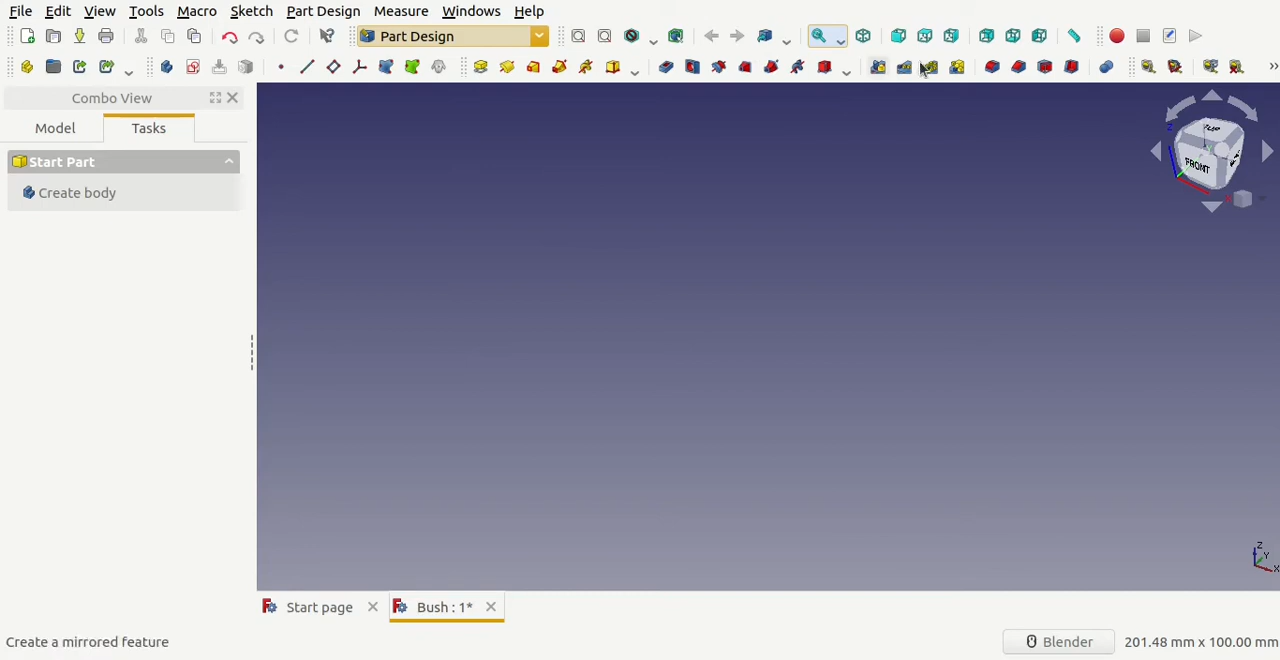 File Edit View Tools Macro Sketch Part Design Measure Windows Help
Part Design
Combo View
Model Tasks
Start Part
Create body
FRONT
Z
X
Z
Y
X
Start page Bush : 1*
Create a mirrored feature Blender 201.48 mm x 100.00 mm